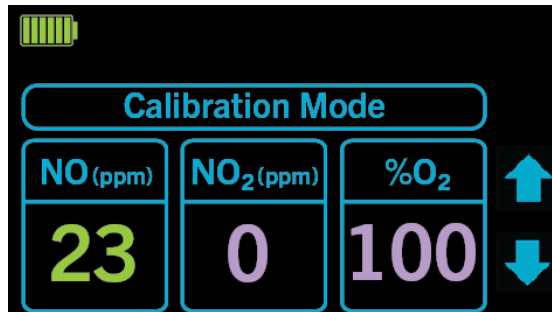 Calibration Mode
NO (ppm) NO₂ (ppm) %O₂
23 0 100